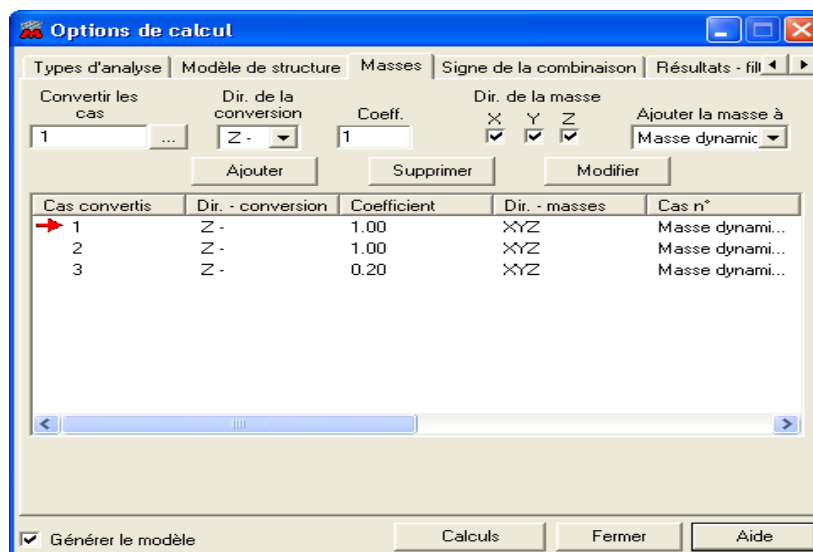 Options de calcul
Types d'analyse Modèle de structure Masses Signe de la combinaison Résultats - filt
Convertir les cas Dir. de la conversion Coeff. Dir. de la masse X Y Z Ajouter la masse à
1 ... Z - 1 Masse dynamic
Ajouter Supprimer Modifier
Cas convertis Dir. - conversion Coefficient Dir. - masses Cas n°
1 Z - 1.00 XYZ Masse dynami...
2 Z - 1.00 XYZ Masse dynami...
3 Z - 0.20 XYZ Masse dynami...
Générer le modèle Calculs Fermer Aide